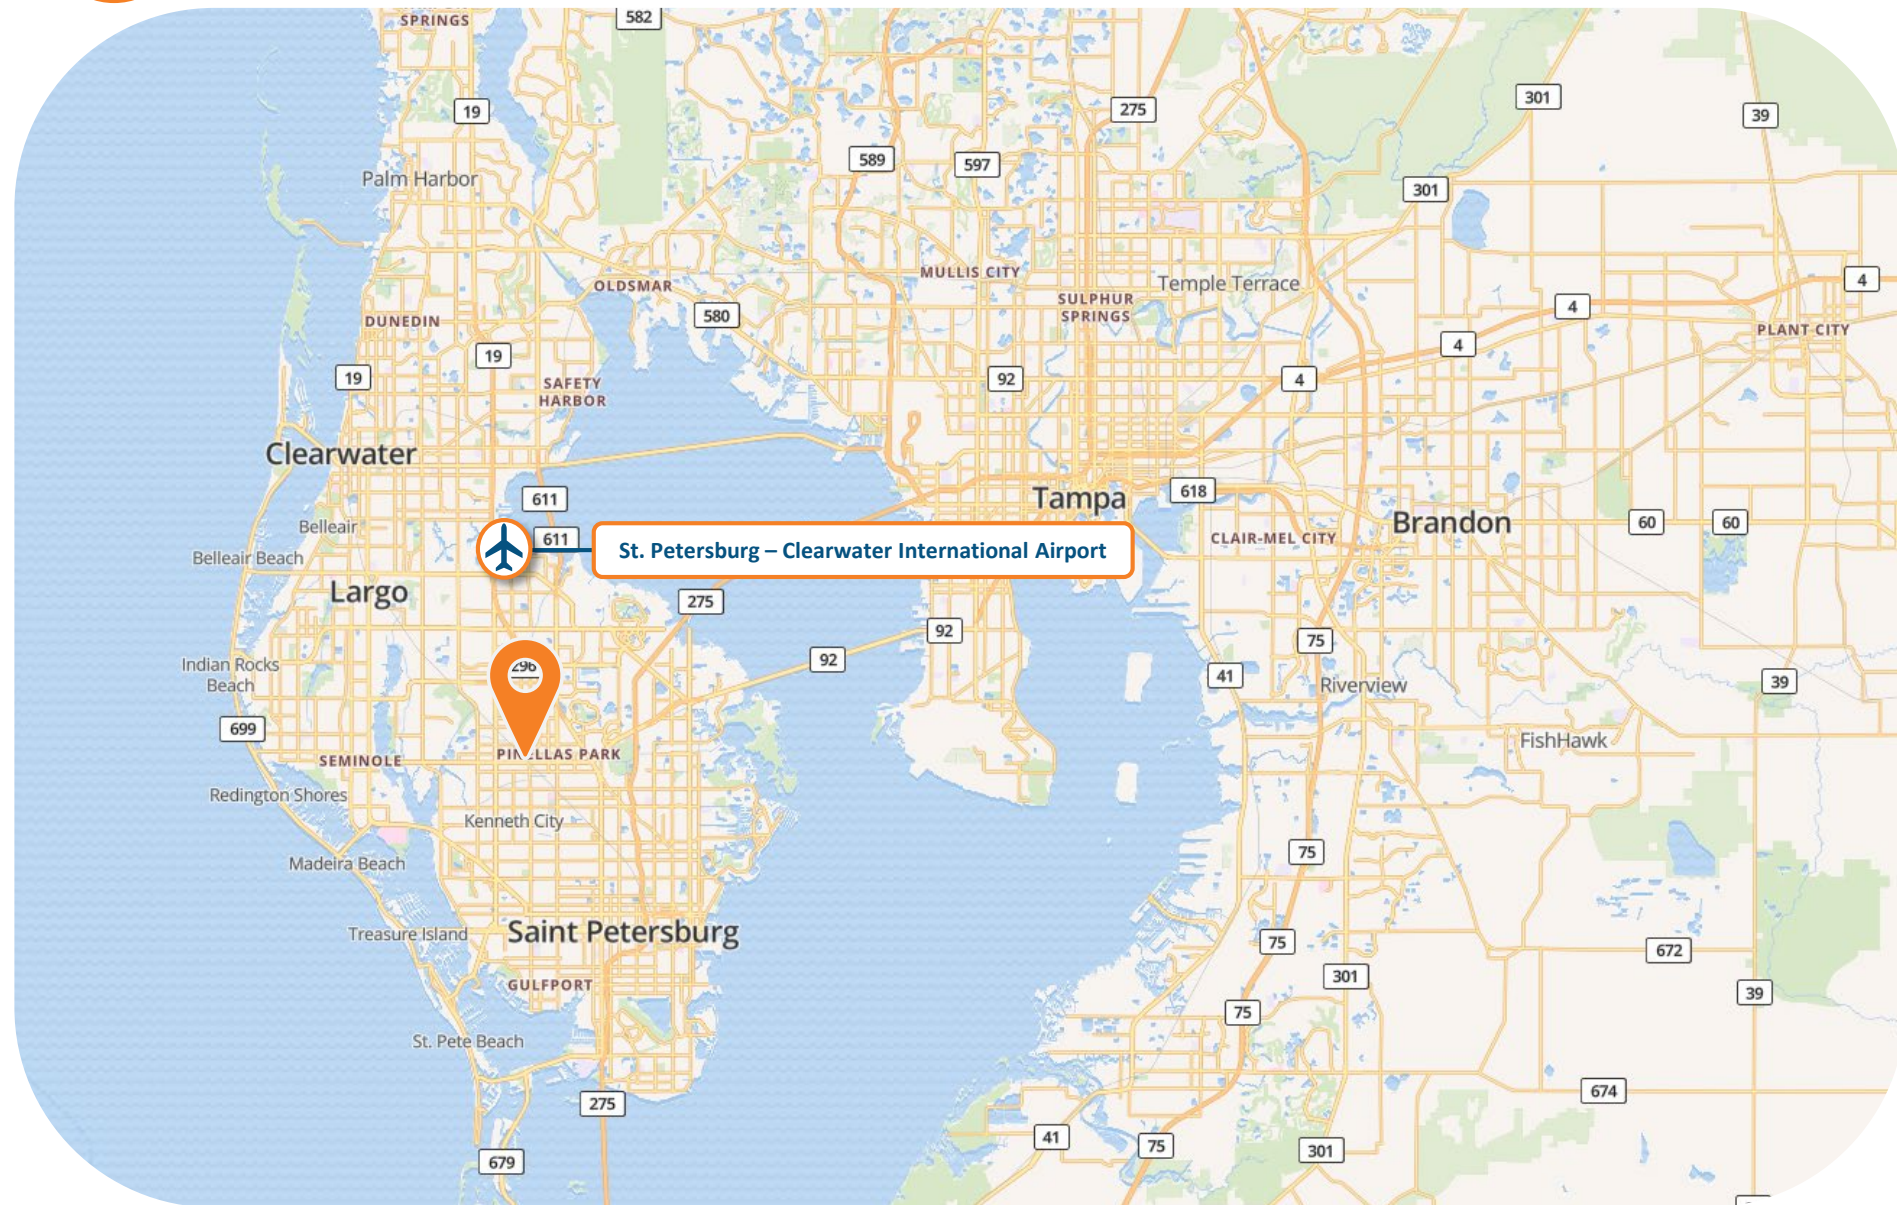 SPRINGS
582
19
275
301
39
589
597
Palm Harbor
301
MULLIS CITY
OLDSMAR
Temple Terrace
4
SULPHUR
SPRINGS
4
580
DUNEDIN
PLANT CITY
4
19
19
SAFETY
HARBOR
92
4
Clearwater
611
Tampa
618
Brandon
60
60
Belleair
611
CLAIR-MEL CITY
St. Petersburg – Clearwater International Airport
Belleair Beach
Largo
275
92
75
92
Indian Rocks
Beach
296
41
Riverview
39
699
FishHawk
SEMINOLE
PINELLAS PARK
Redington Shores
Kenneth City
75
Madeira Beach
Treasure Island
Saint Petersburg
75
672
301
GULFPORT
39
75
St. Pete Beach
674
275
41
75
301
679